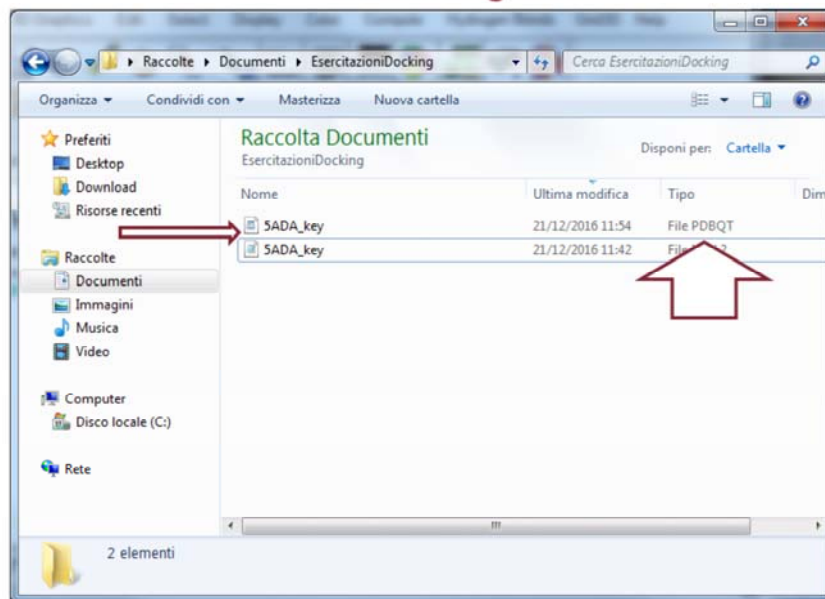 Raccolte ▸ Documenti ▸ EsercitazioniDocking
Cerca EsercitazioniDocking
Organizza Condividi con Masterizza Nuova cartella
Preferiti
Desktop
Download
Risorse recenti
Raccolte
Documenti
Immagini
Musica
Video
Computer
Disco locale (C:)
Rete
Raccolta Documenti
EsercitazioniDocking
Disponi per: Cartella
Nome Ultima modifica Tipo Dim
5ADA_key 21/12/2016 11:54 File PDBQT
5ADA_key 21/12/2016 11:42
2 elementi